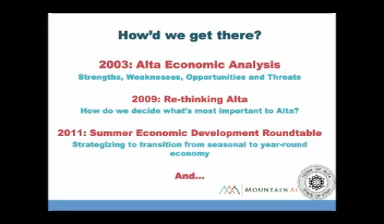 How'd we get there?
2003: Alta Economic Analysis
Strengths, Weaknesses, Opportunities and Threats
2009: Re-thinking Alta
How do we decide what's most important to Alta?
2011: Summer Economic Development Roundtable
Strategizing to transition from seasonal to year-round
economy
And...
MOUNTAIN